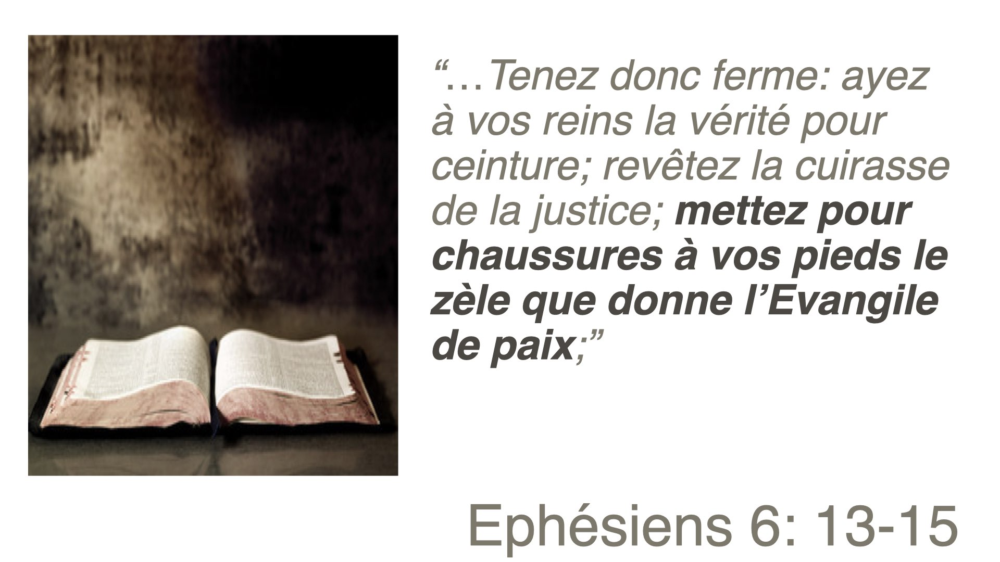 “…Tenez donc ferme: ayez
à vos reins la vérité pour
ceinture; revêtez la cuirasse
de la justice; mettez pour
chaussures à vos pieds le
zèle que donne l’Evangile
de paix;”
Ephésiens 6: 13-15